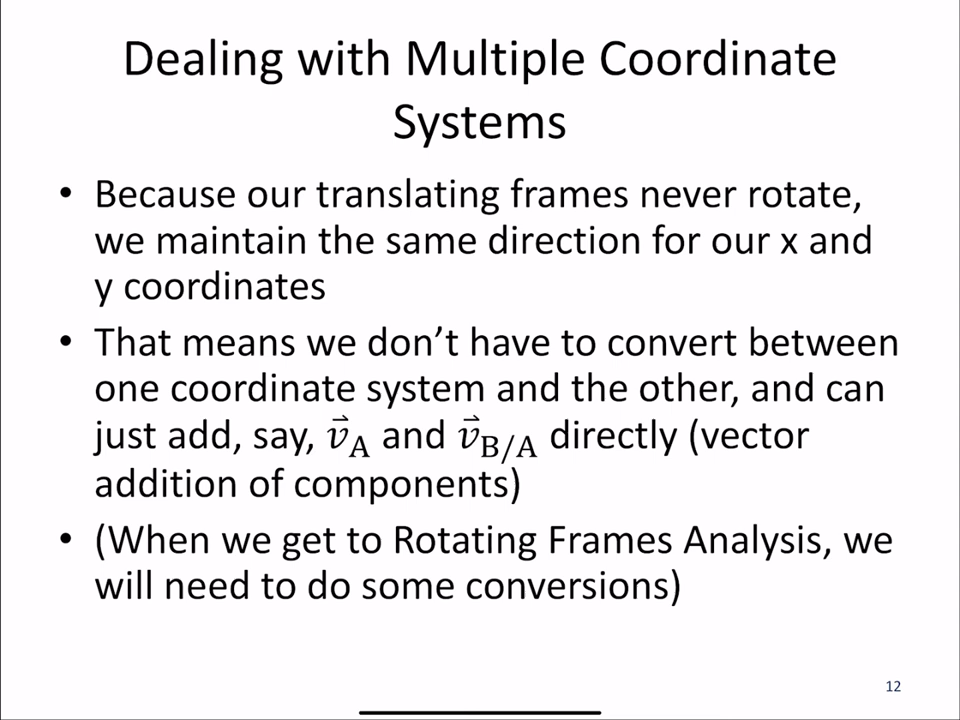 Dealing with Multiple Coordinate
Systems
• Because our translating frames never rotate,
we maintain the same direction for our x and
y coordinates
• That means we don’t have to convert between
one coordinate system and the other, and can
just add, say, v⃗_A and v⃗_B/A directly (vector
addition of components)
• (When we get to Rotating Frames Analysis, we
will need to do some conversions)
12